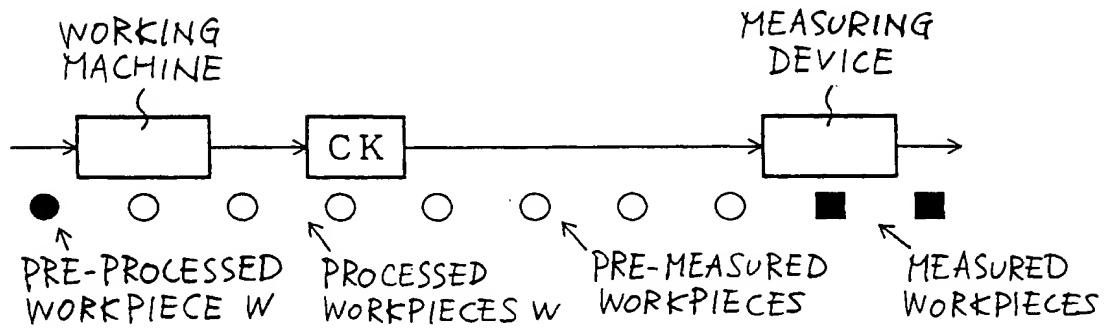 WORKING
MACHINE
MEASURING
DEVICE
CK
PRE-PROCESSED
WORKPIECE W
PROCESSED
WORKPIECES W
PRE-MEASURED
WORKPIECES
MEASURED
WORKPIECES